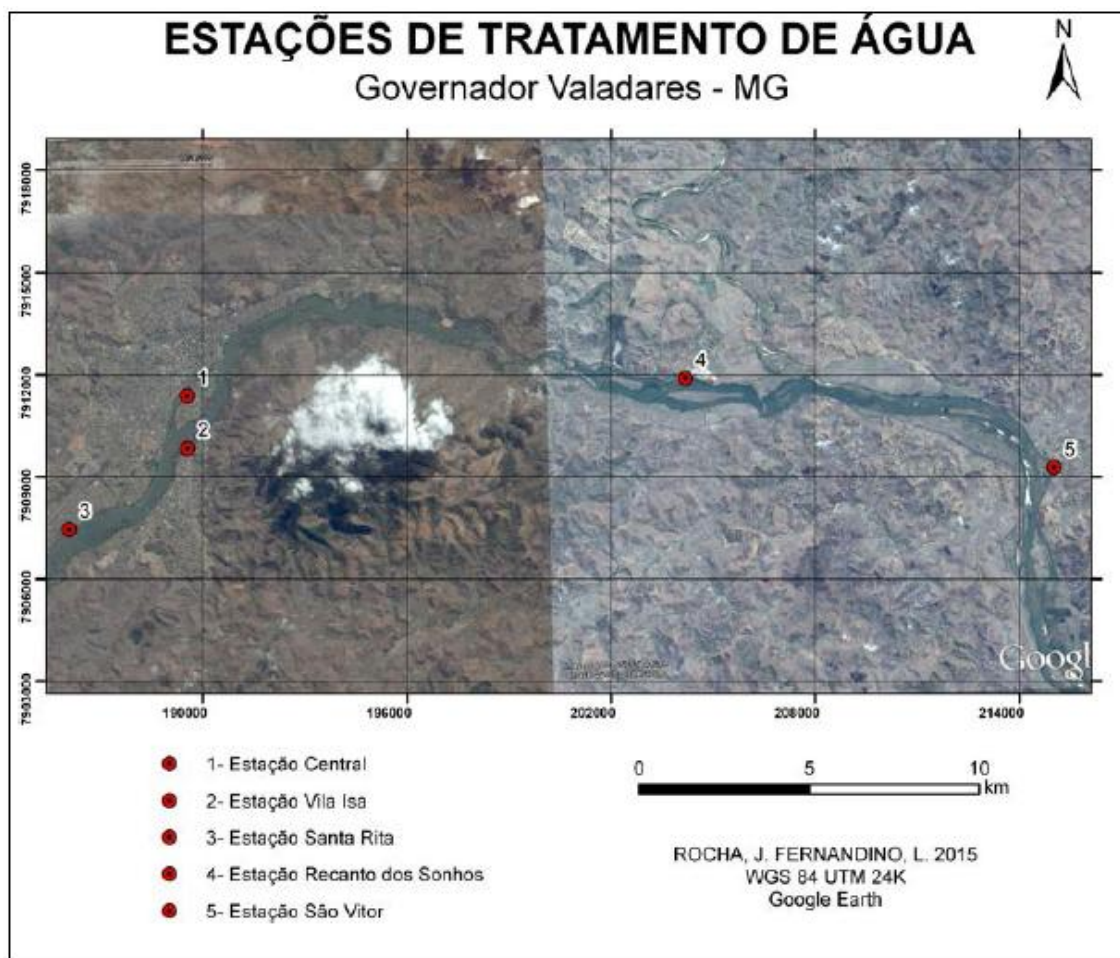 ESTAÇÕES DE TRATAMENTO DE ÁGUA
Governador Valadares - MG
N
7918000
7915000
7912000
7909000
7906000
7903000
1
2
3
4
5
Googl
190000
196000
202000
208000
214000
1- Estação Central
2- Estação Vila Isa
3- Estação Santa Rita
4- Estação Recanto dos Sonhos
5- Estação São Vitor
0 5 10
km
ROCHA, J. FERNANDINO, L. 2015
WGS 84 UTM 24K
Google Earth